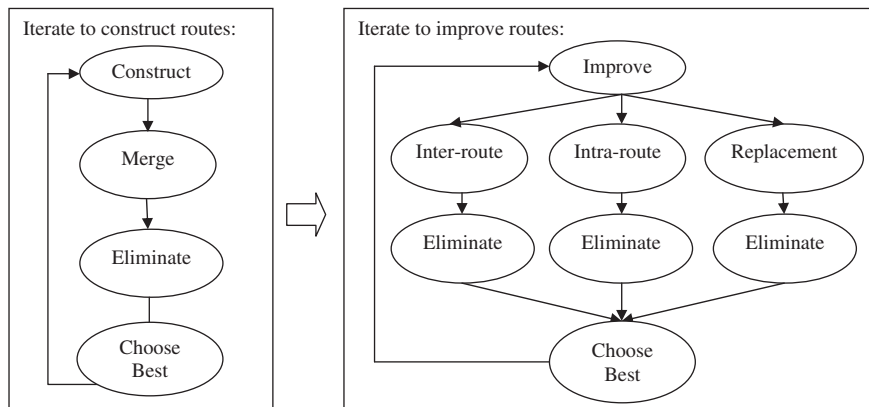 Iterate to construct routes:
Construct
Merge
Eliminate
Choose
Best
Iterate to improve routes:
Improve
Inter-route
Intra-route
Replacement
Eliminate
Eliminate
Eliminate
Choose
Best